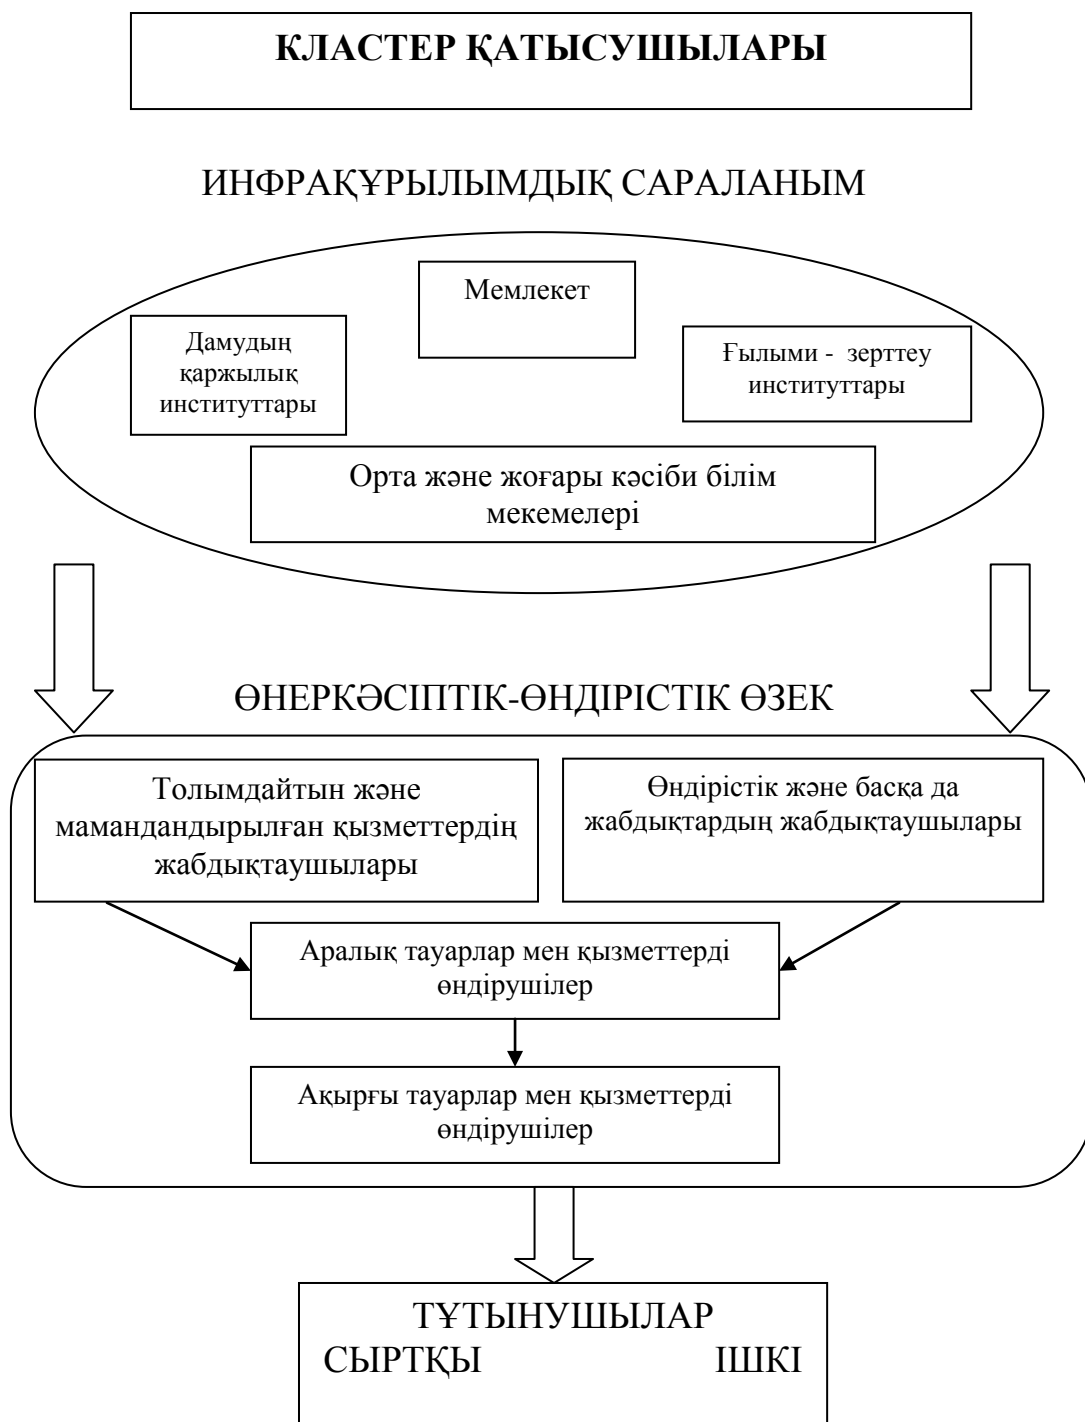 КЛАСТЕР ҚАТЫСУШЫЛАРЫ
ИНФРАҚҰРЫЛЫМДЫҚ САРАЛАНЫМ
Мемлекет
Дамудың
қаржылық
институттары
Ғылыми - зерттеу
институттары
Орта және жоғары кәсіби білім
мекемелері
ӨНЕРКӘСІПТІК-ӨНДІРІСТІК ӨЗЕК
Толымдайтын және
мамандандырылған қызметтердің
жабдықтаушылары
Өндірістік және басқа да
жабдықтардың жабдықтаушылары
Аралық тауарлар мен қызметтерді
өндірушілер
Ақырғы тауарлар мен қызметтерді
өндірушілер
ТҰТЫНУШЫЛАР
СЫРТҚЫ ІШКІ